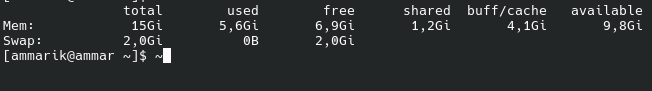 total used free shared buff/cache available
Mem: 15Gi 5,6Gi 6,9Gi 1,2Gi 4,1Gi 9,8Gi
Swap: 2,0Gi 0B 2,0Gi
[ammarik@ammar ~]$ ~